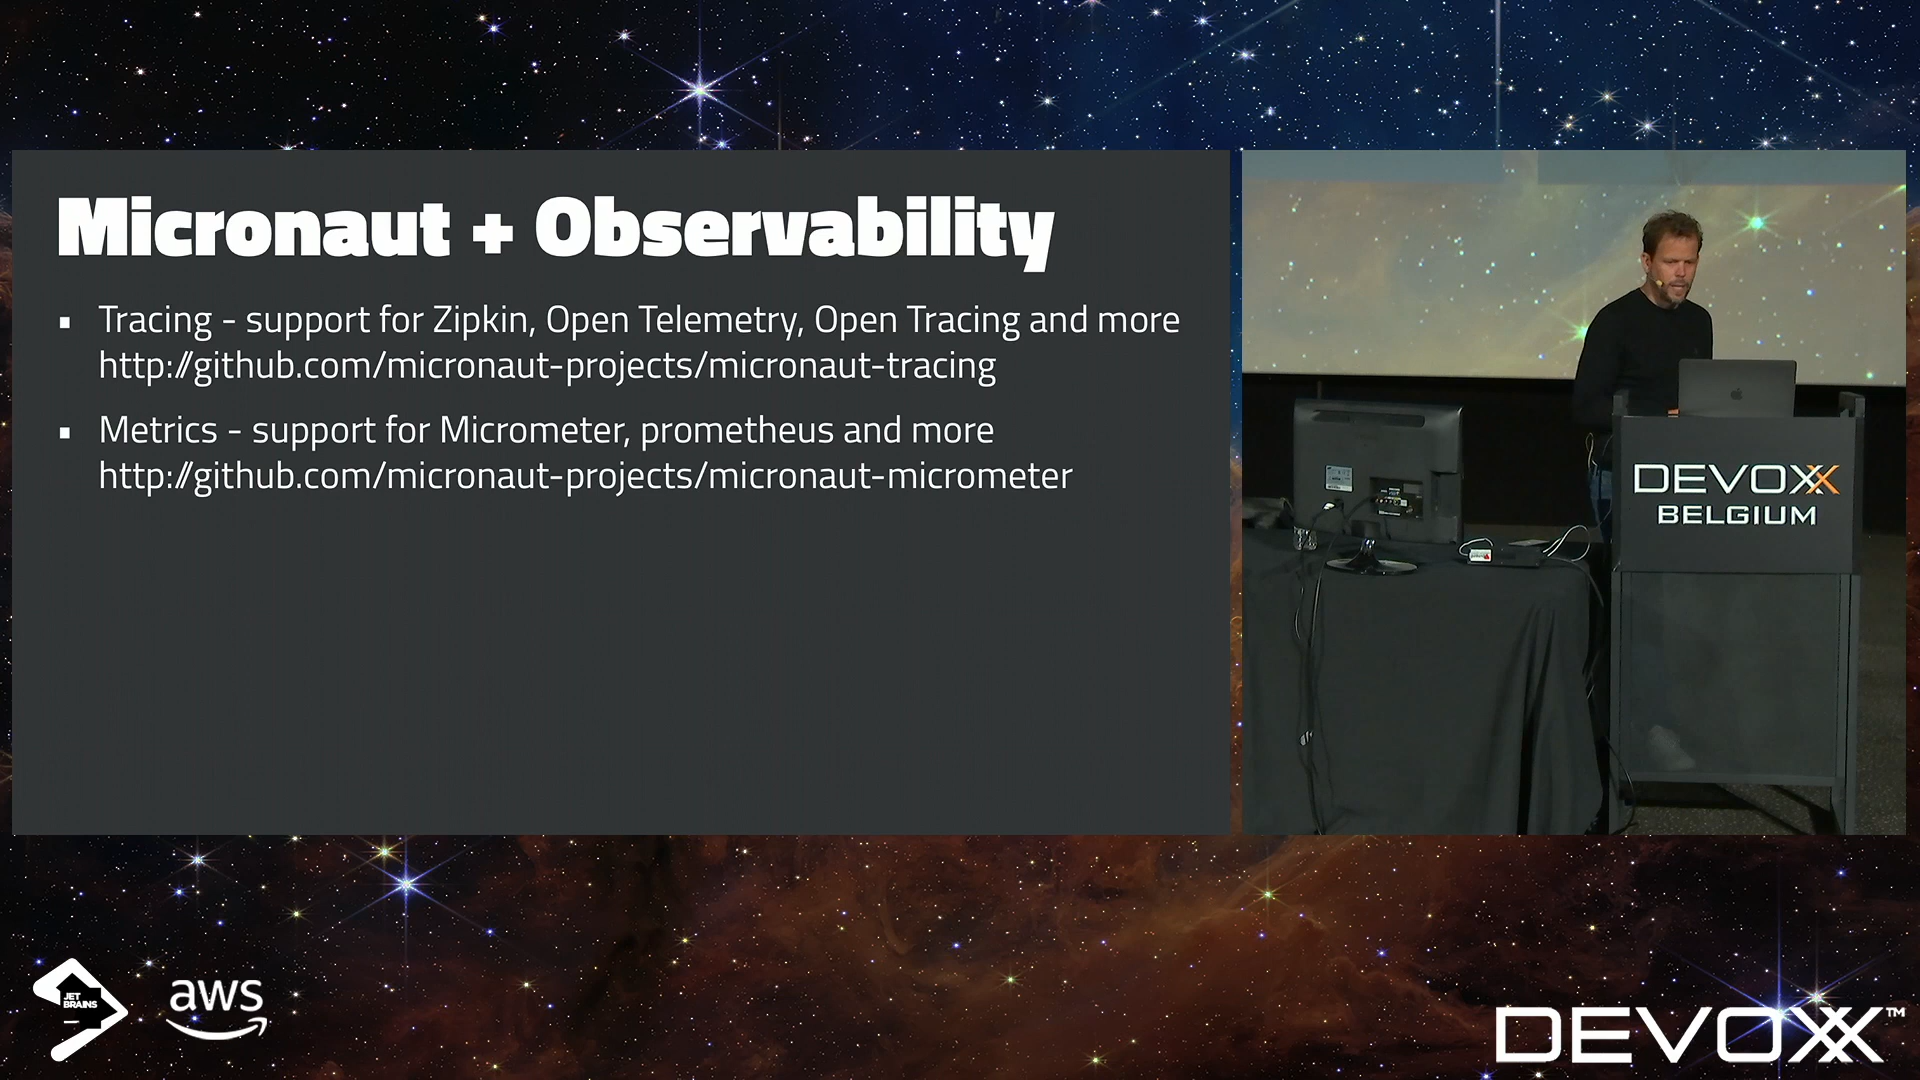 Micronaut + Observability
▪ Tracing - support for Zipkin, Open Telemetry, Open Tracing and more
http://github.com/micronaut-projects/micronaut-tracing
▪ Metrics - support for Micrometer, prometheus and more
http://github.com/micronaut-projects/micronaut-micrometer
DEVOXX
BELGIUM
JET
BRAINS
aws
DEVOXX™